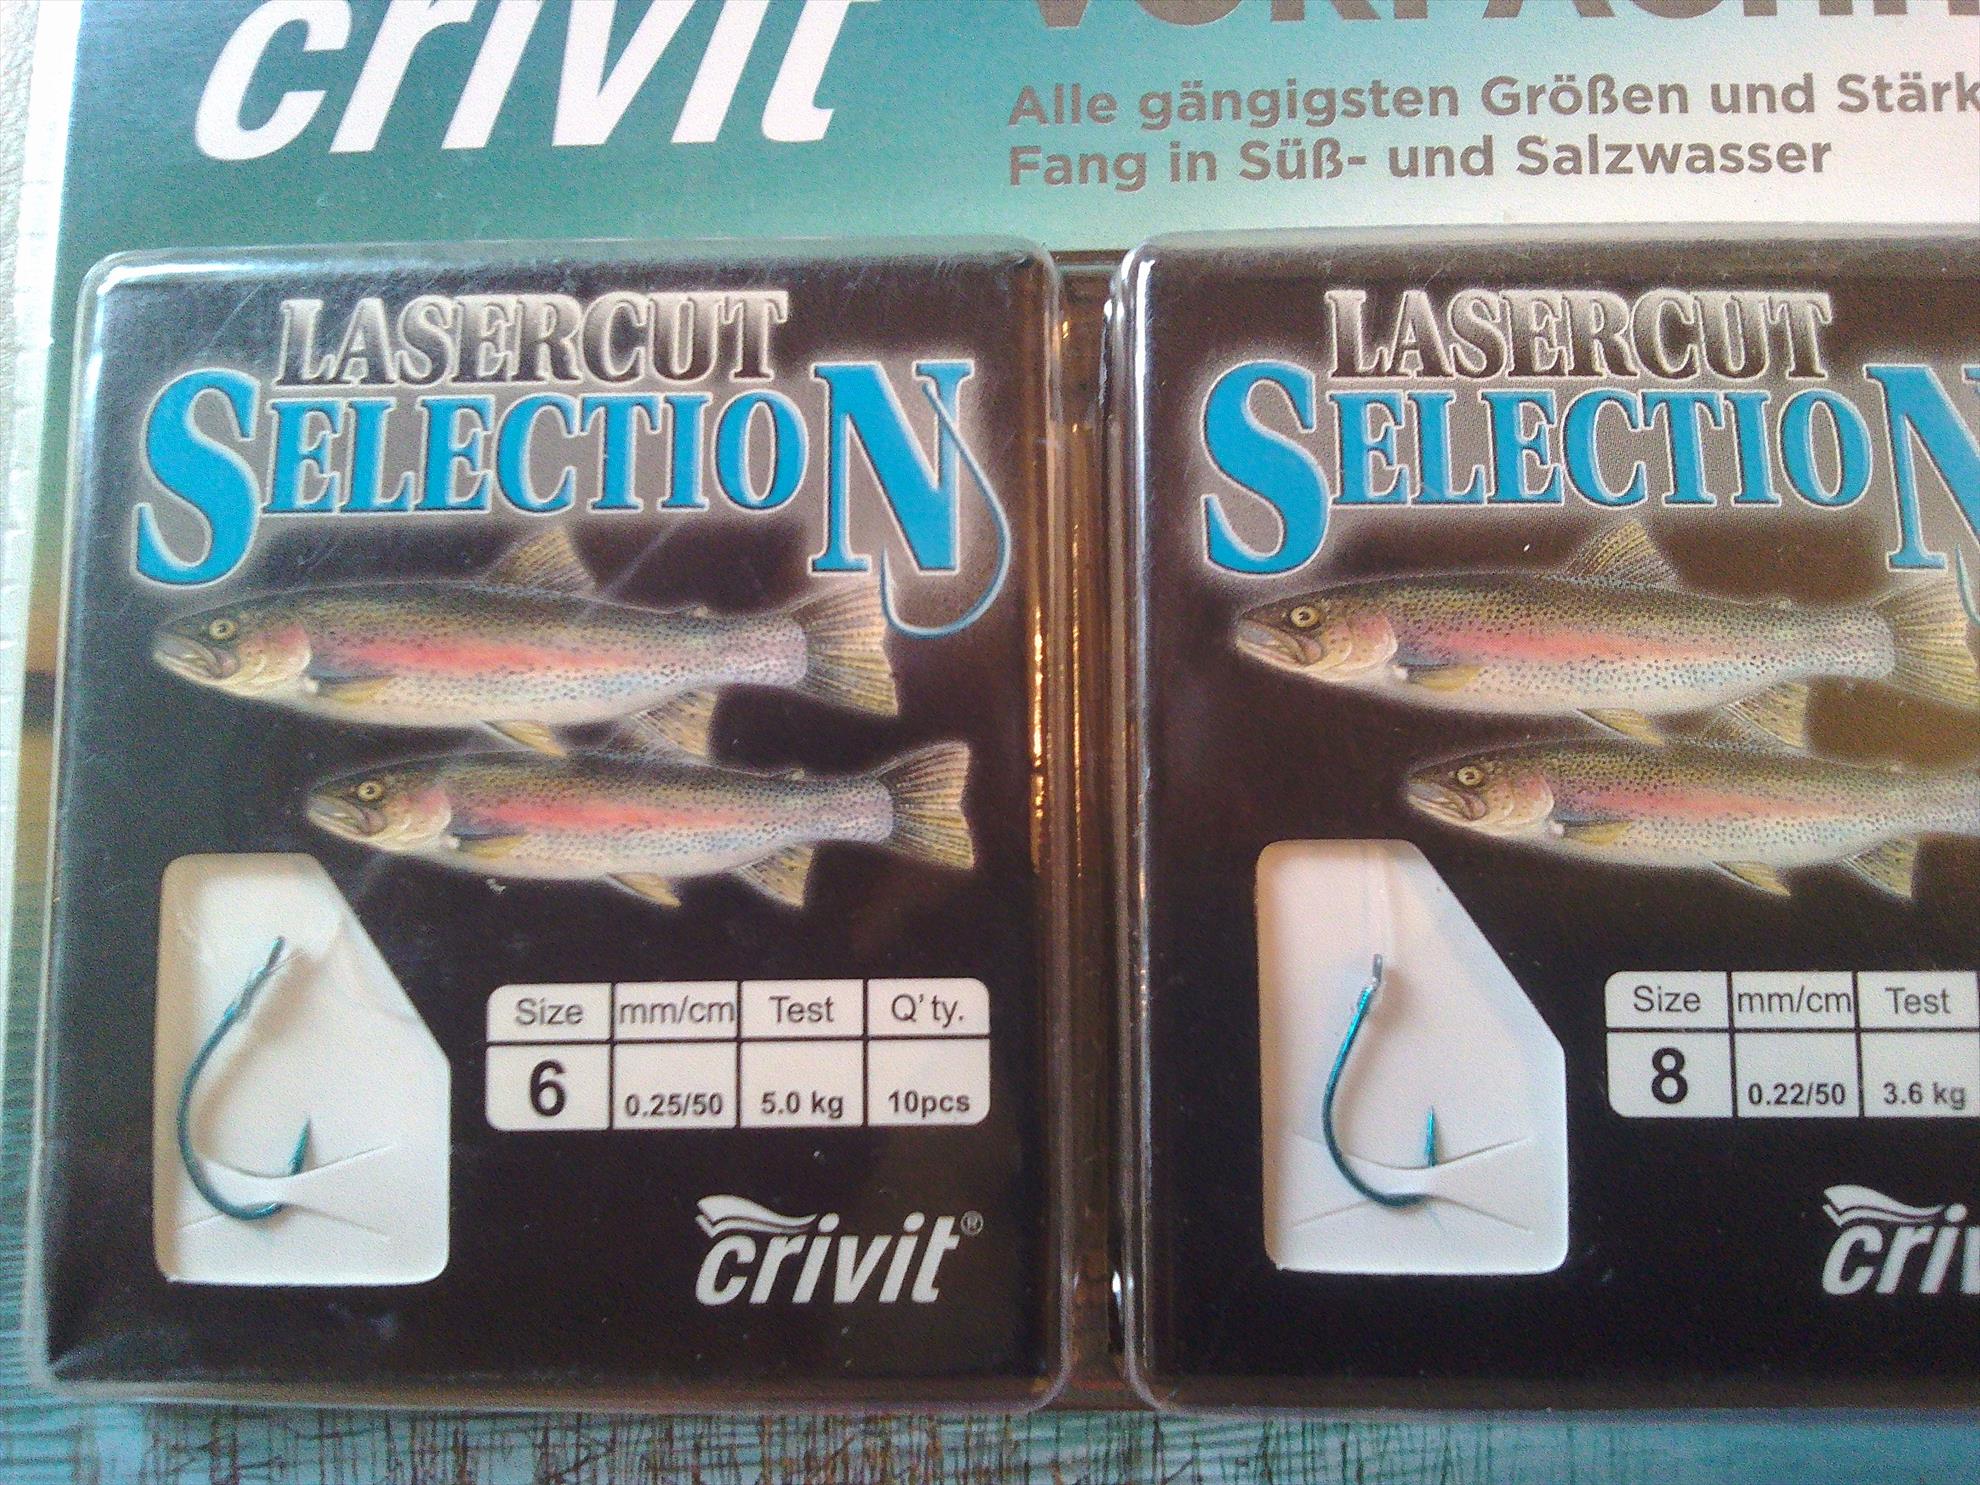 crivit
Alle gängigsten Größen und
Fang in Süß- und Salzwasser
LASERCUT
SELECTION
Size mm/cm Test Q'ty.
6 0.25/50 5.0 kg 10pcs
crivit®
LASERCUT
SELECTION
Size mm/cm Test
8 0.22/50 3.6 kg